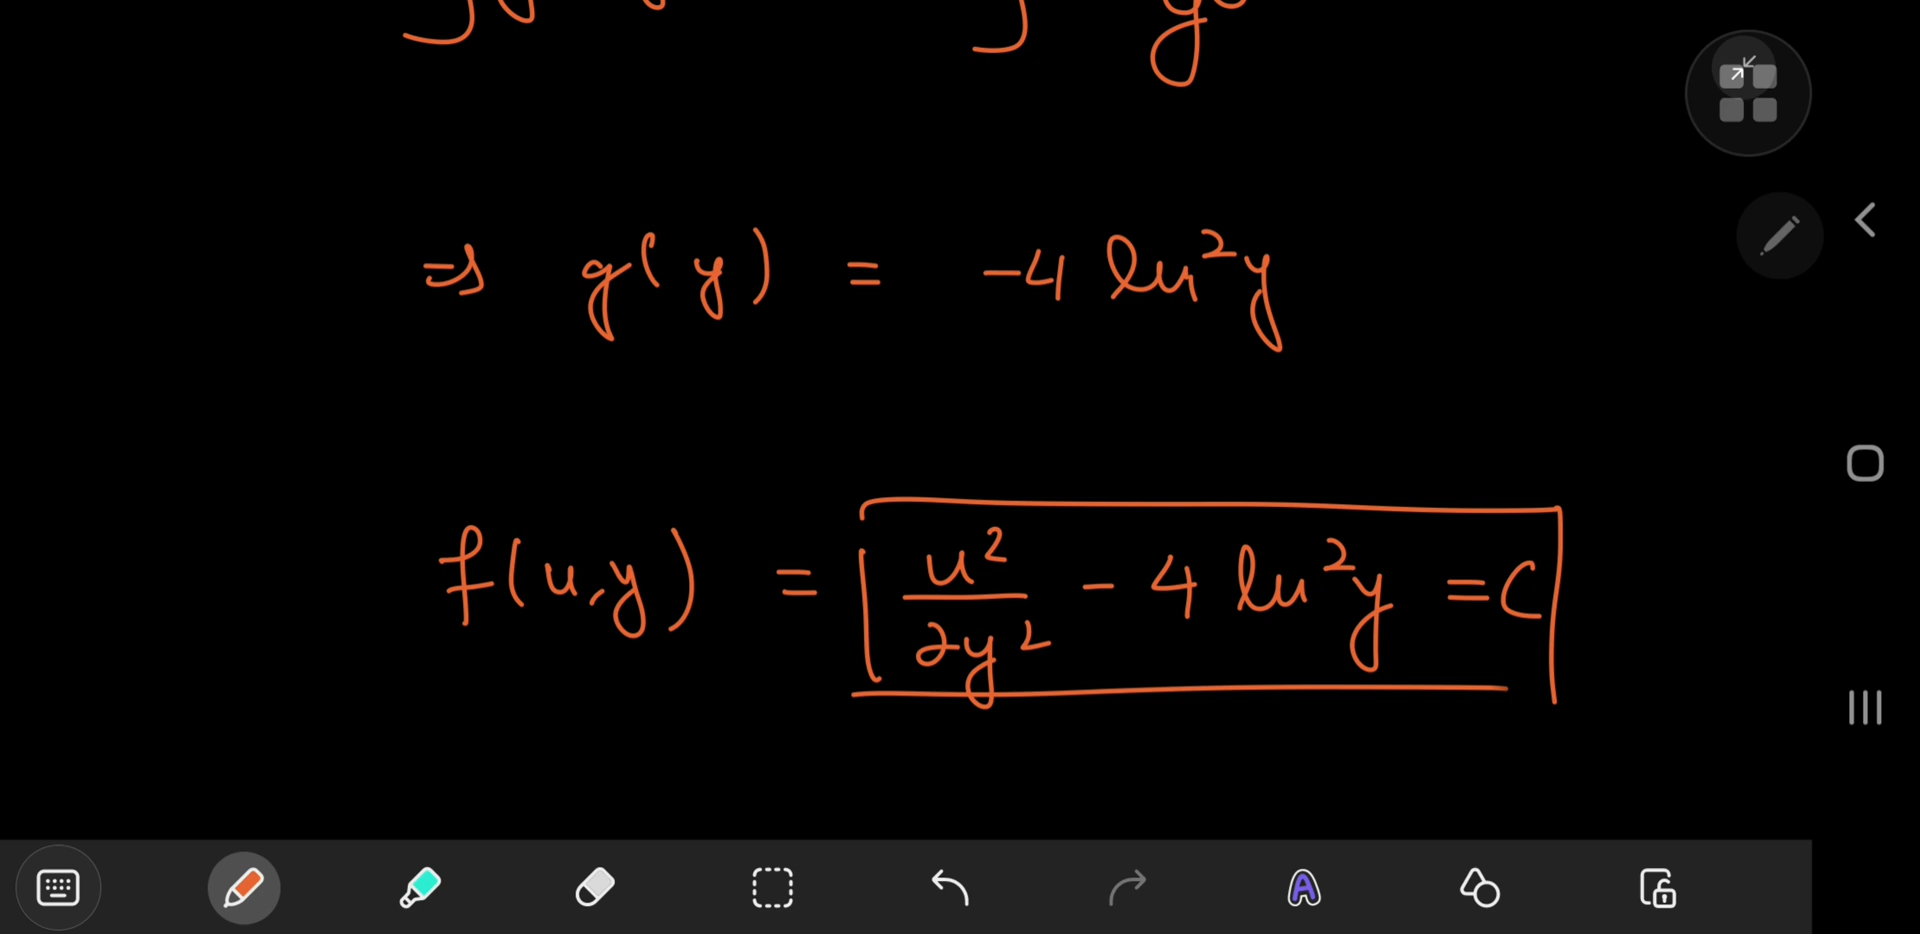 ⇒ g(y) = -4 ln²y
f(u,y) = u²/2y² - 4 ln²y = C
A